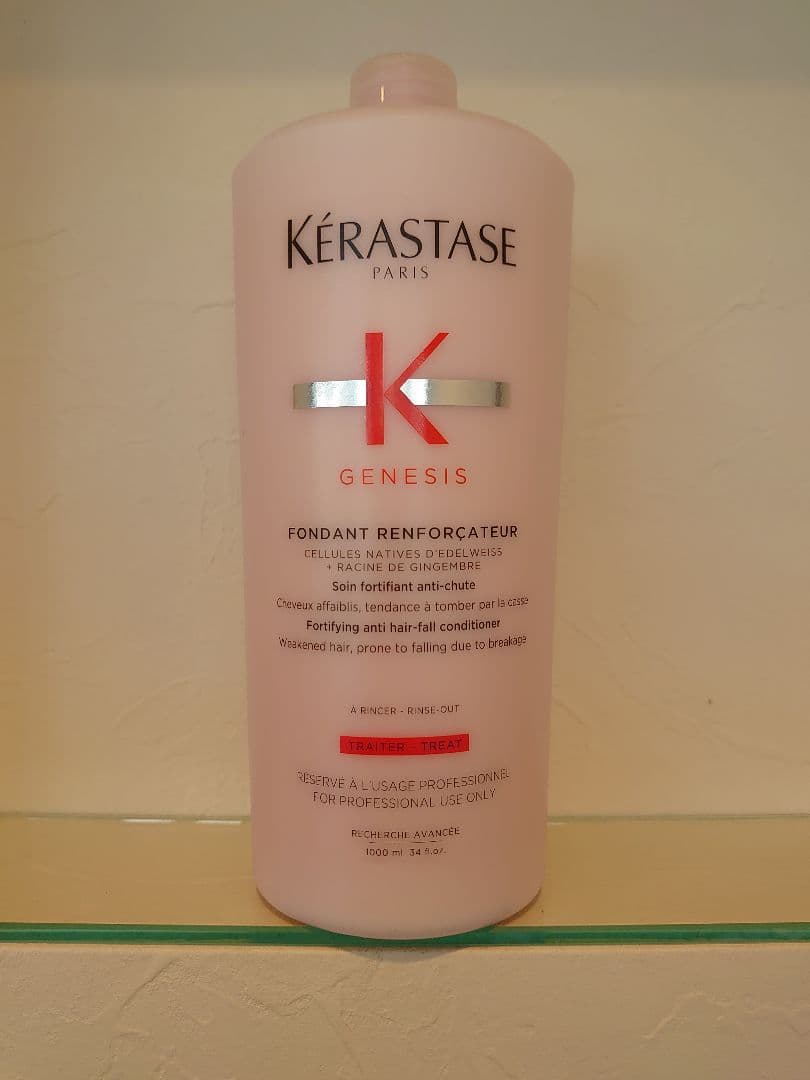 KÉRASTASE
PARIS
K
GENESIS
FONDANT RENFORÇATEUR
CELLULES NATIVES D'EDELWEISS
+ RACINE DE GINGEMBRE
Soin fortifiant anti-chute
Cheveux affaiblis, tendance à tomber par la casse
Fortifying anti hair-fall conditioner
Weakened hair, prone to falling due to breakage
À RINCER - RINSE-OUT
TRAITER - TREAT
RÉSERVÉ À L'USAGE PROFESSIONNEL
FOR PROFESSIONAL USE ONLY
RECHERCHE AVANCÉE
1000 ml 34 fl.oz.